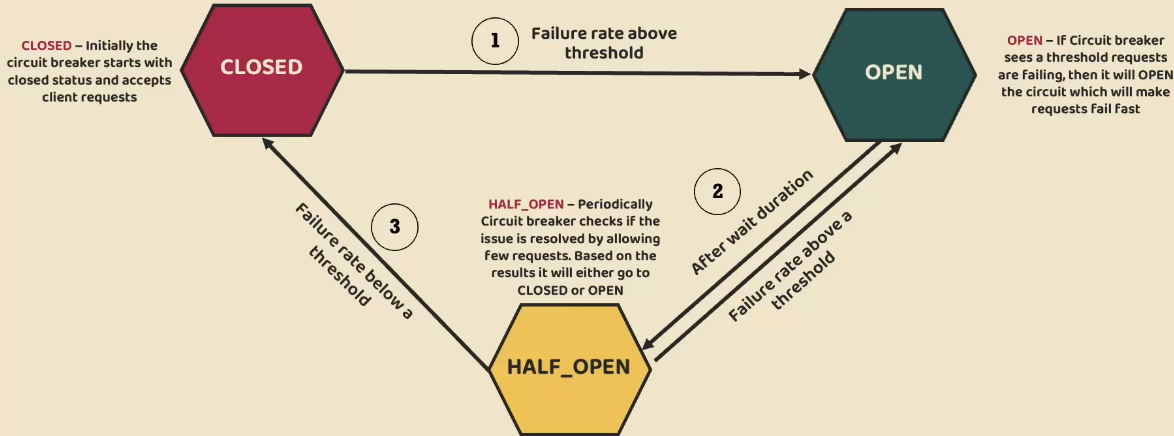 CLOSED – Initially the
circuit breaker starts with
closed status and accepts
client requests
CLOSED
1
Failure rate above
threshold
OPEN
OPEN – If Circuit breaker
sees a threshold requests
are failing, then it will OPEN
the circuit which will make
requests fail fast
2
After wait duration
Failure rate above a
threshold
3
Failure rate below a
threshold
HALF_OPEN – Periodically
Circuit breaker checks if the
issue is resolved by allowing
few requests. Based on the
results it will either go to
CLOSED or OPEN
HALF_OPEN